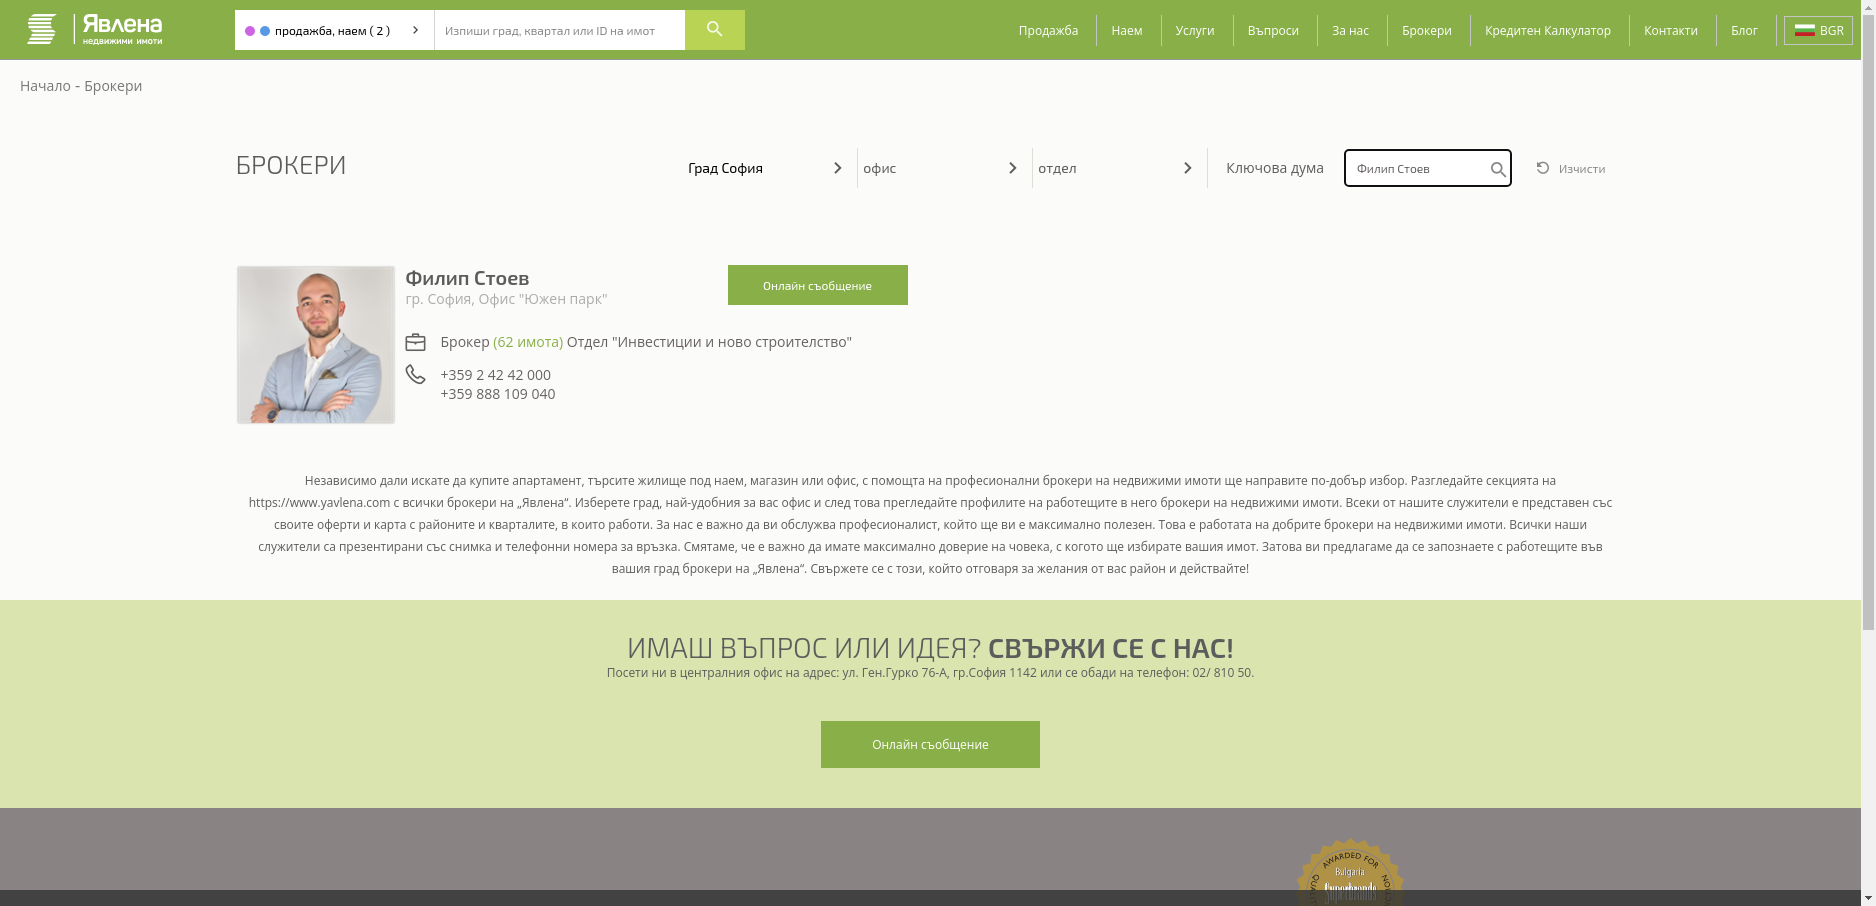 Явлена
недвижими имоти
продажба, наем ( 2 )
Изпиши град, квартал или ID на имот
Продажба
Наем
Услуги
Въпроси
За нас
Брокери
Кредитен Калкулатор
Контакти
Блог
BGR
Начало - Брокери
БРОКЕРИ
Град София
офис
отдел
Ключова дума
Филип Стоев
Изчисти
Филип Стоев
гр. София, Офис "Южен парк"
Онлайн съобщение
Брокер (62 имота) Отдел "Инвестиции и ново строителство"
+359 2 42 42 000
+359 888 109 040
Независимо дали искате да купите апартамент, търсите жилище под наем, магазин или офис, с помощта на професионални брокери на недвижими имоти ще направите по-добър избор. Разгледайте секцията на
https://www.yavlena.com с всички брокери на „Явлена“. Изберете град, най-удобния за вас офис и след това прегледайте профилите на работещите в него брокери на недвижими имоти. Всеки от нашите служители е представен със
своите оферти и карта с районите и кварталите, в които работи. За нас е важно да ви обслужва професионалист, който ще ви е максимално полезен. Това е работата на добрите брокери на недвижими имоти. Всички наши
служители са презентирани със снимка и телефонни номера за връзка. Смятаме, че е важно да имате максимално доверие на човека, с когото ще избирате вашия имот. Затова ви предлагаме да се запознаете с работещите във
вашия град брокери на „Явлена“. Свържете се с този, който отговаря за желания от вас район и действайте!
ИМАШ ВЪПРОС ИЛИ ИДЕЯ? СВЪРЖИ СЕ С НАС!
Посети ни в централния офис на адрес: ул. Ген.Гурко 76-А, гр.София 1142 или се обади на телефон: 02/ 810 50.
Онлайн съобщение
AWARDED FOR
Bulgaria